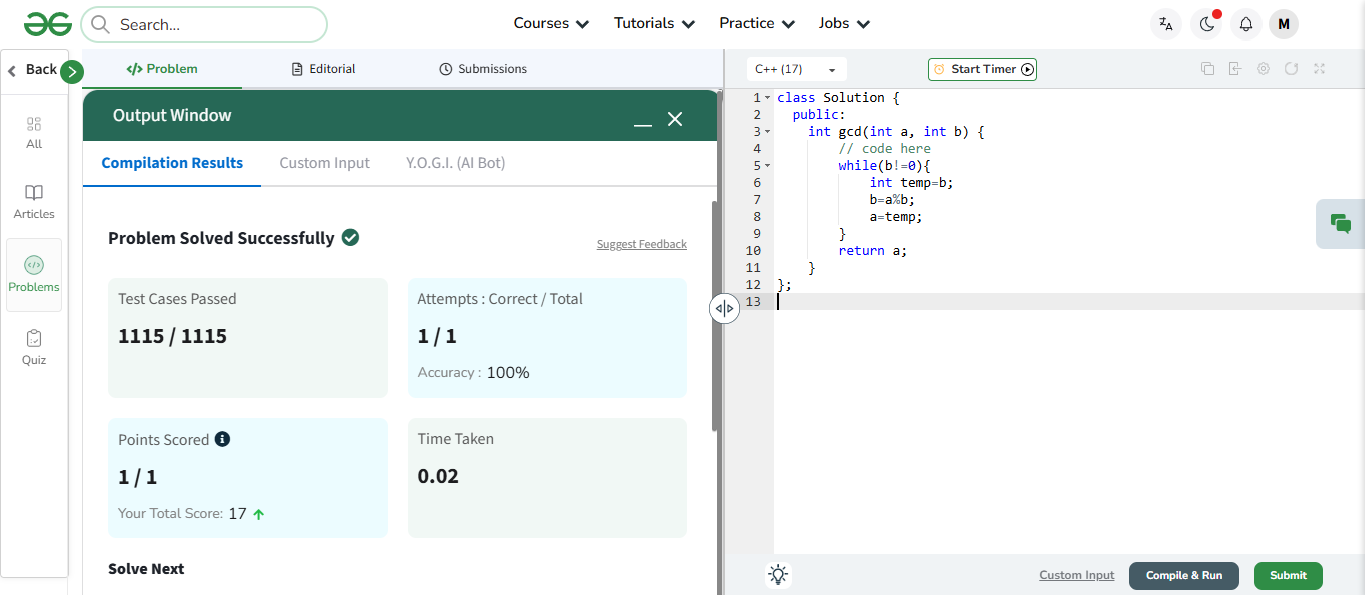 Search...
Courses
Tutorials
Practice
Jobs
M
Back
Problem
Editorial
Submissions
C++ (17)
Start Timer
All
Articles
Problems
Quiz
Output Window
Compilation Results
Custom Input
Y.O.G.I. (AI Bot)
Problem Solved Successfully
Suggest Feedback
Test Cases Passed
1115 / 1115
Attempts : Correct / Total
1 / 1
Accuracy : 100%
Points Scored
1 / 1
Your Total Score: 17
Time Taken
0.02
Solve Next
1 class Solution {
2 public:
3 int gcd(int a, int b) {
4 // code here
5 while(b!=0){
6 int temp=b;
7 b=a%b;
8 a=temp;
9 }
10 return a;
11 }
12 };
13
Custom Input
Compile & Run
Submit